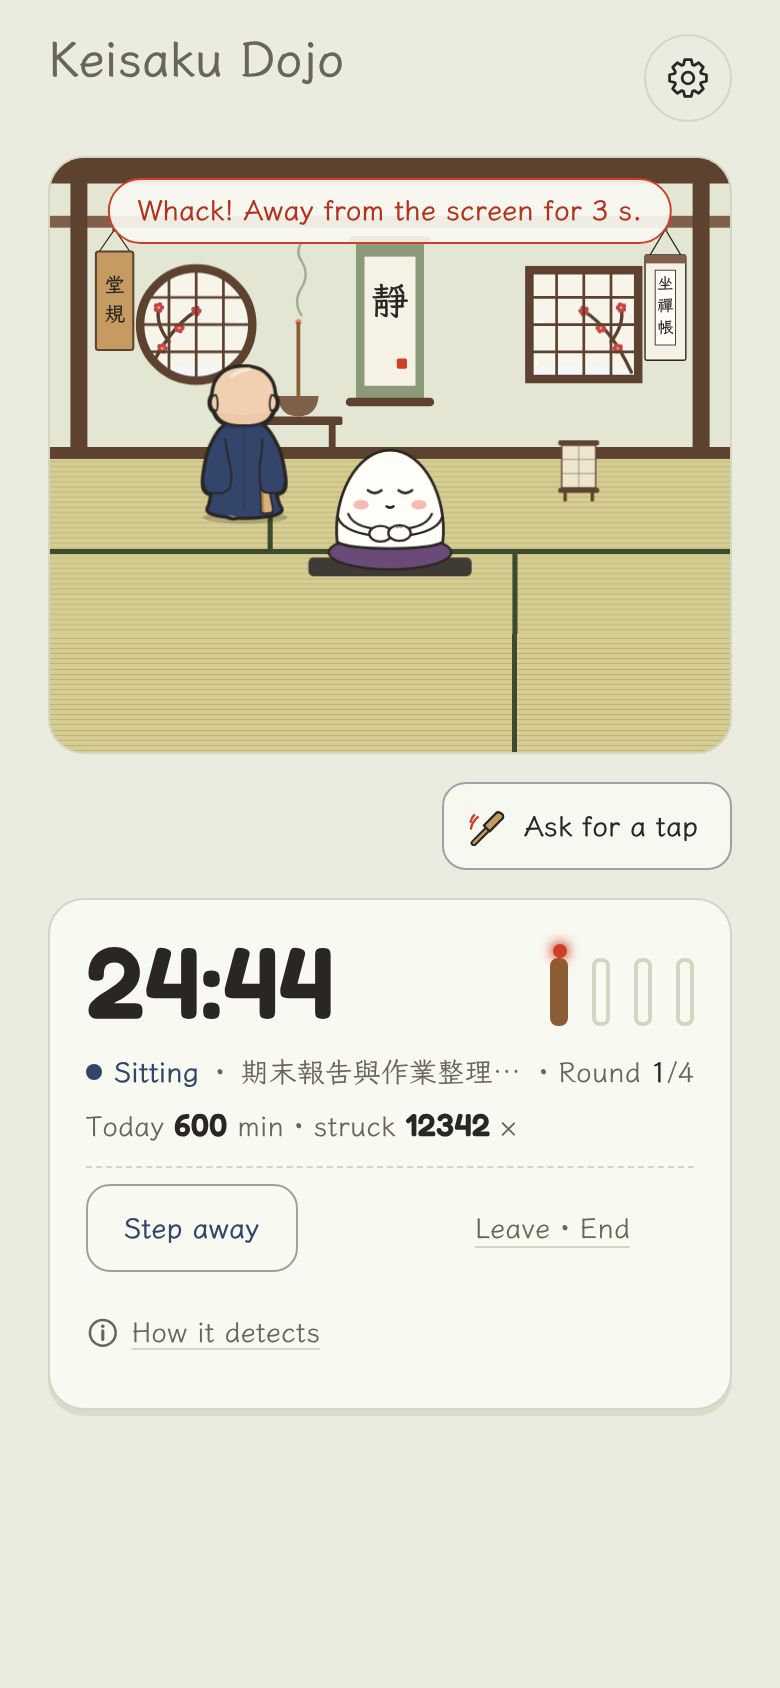 Keisaku Dojo
Whack! Away from the screen for 3 s.
堂規
靜
坐禪帳
Ask for a tap
24:44
Sitting • 期末報告與作業整理… • Round 1/4
Today 600 min • struck 12342 ×
Step away
Leave • End
How it detects